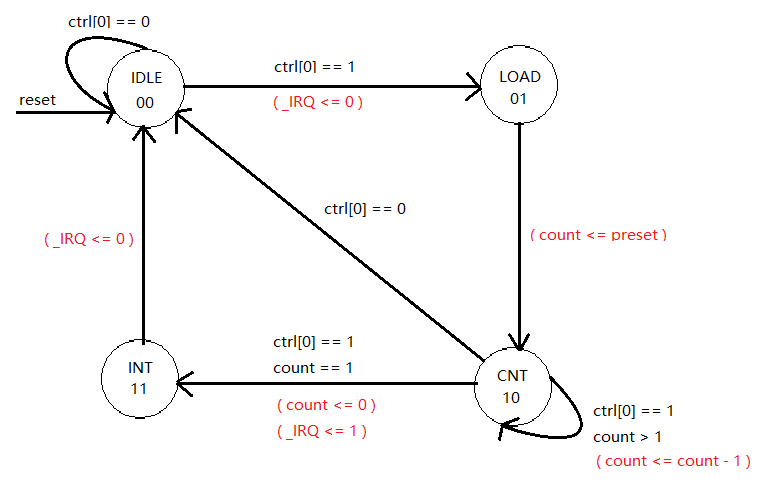 ctrl[0] == 0
IDLE
00
reset
ctrl[0] == 1
( _IRQ <= 0 )
LOAD
01
ctrl[0] == 0
( _IRQ <= 0 )
( count <= preset )
ctrl[0] == 1
count == 1
( count <= 0 )
( _IRQ <= 1 )
INT
11
CNT
10
ctrl[0] == 1
count > 1
( count <= count - 1 )